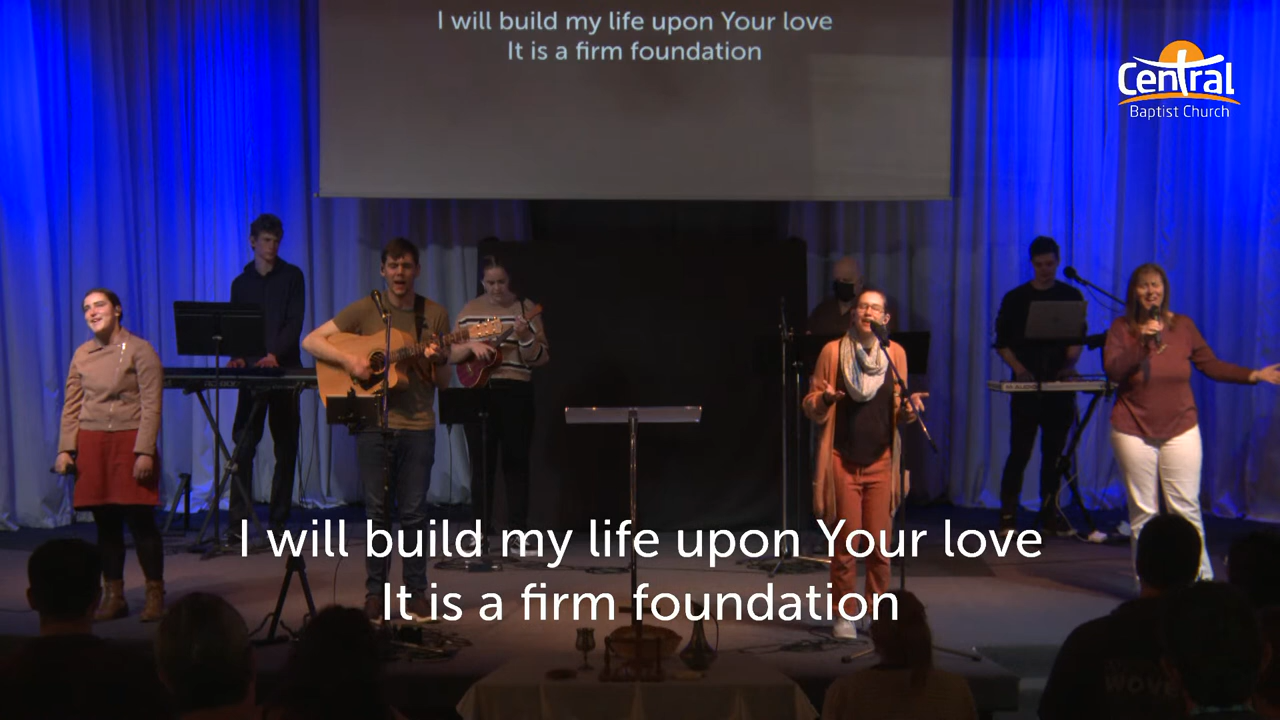 I will build my life upon Your love
It is a firm foundation
Central
Baptist Church
I will build my life upon Your love
It is a firm foundation